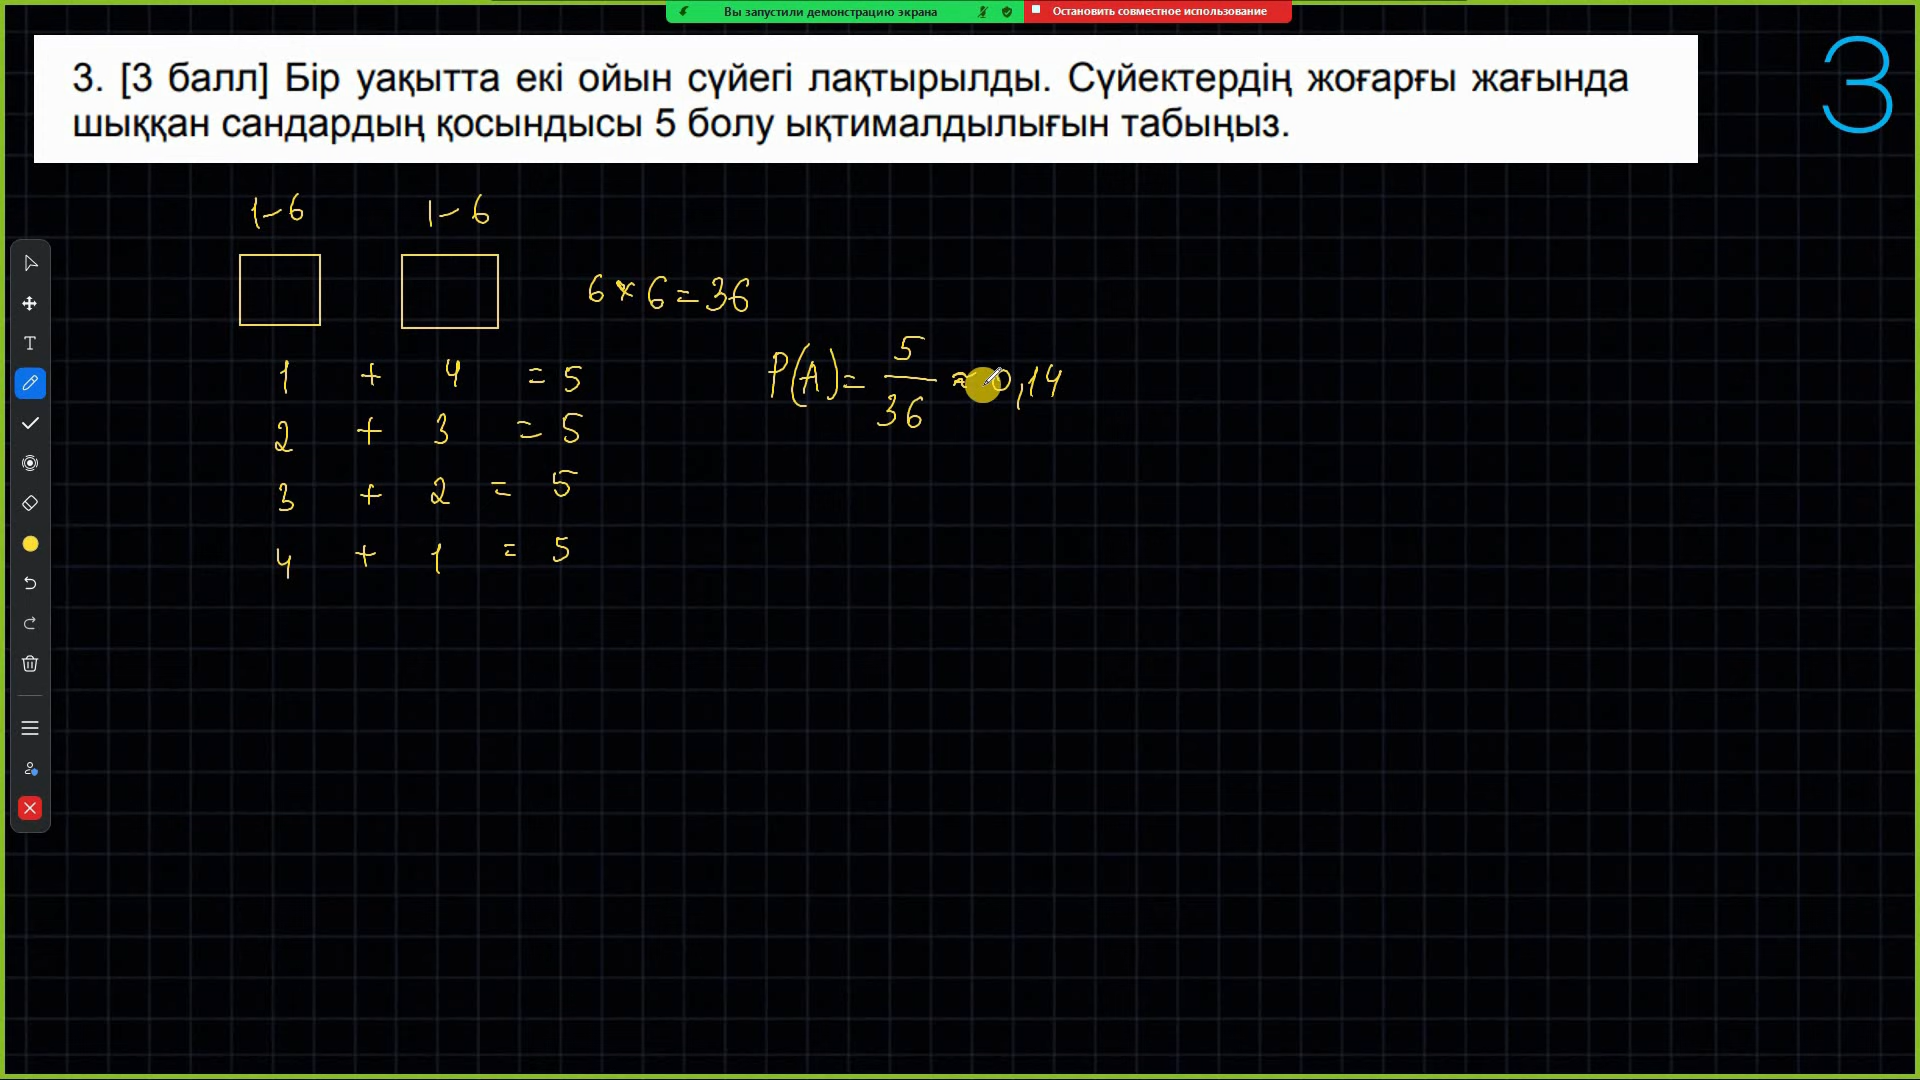 Вы запустили демонстрацию экрана
Остановить совместное использование
3. [3 балл] Бір уақытта екі ойын сүйегі лақтырылды. Сүйектердің жоғарғы жағында
шыққан сандардың қосындысы 5 болу ықтималдылығын табыңыз.
3
1-6 1-6
6 × 6 = 36
1 + 4 = 5
2 + 3 = 5
3 + 2 = 5
4 + 1 = 5
P(A) = 5/36 ≈ 0,14
T